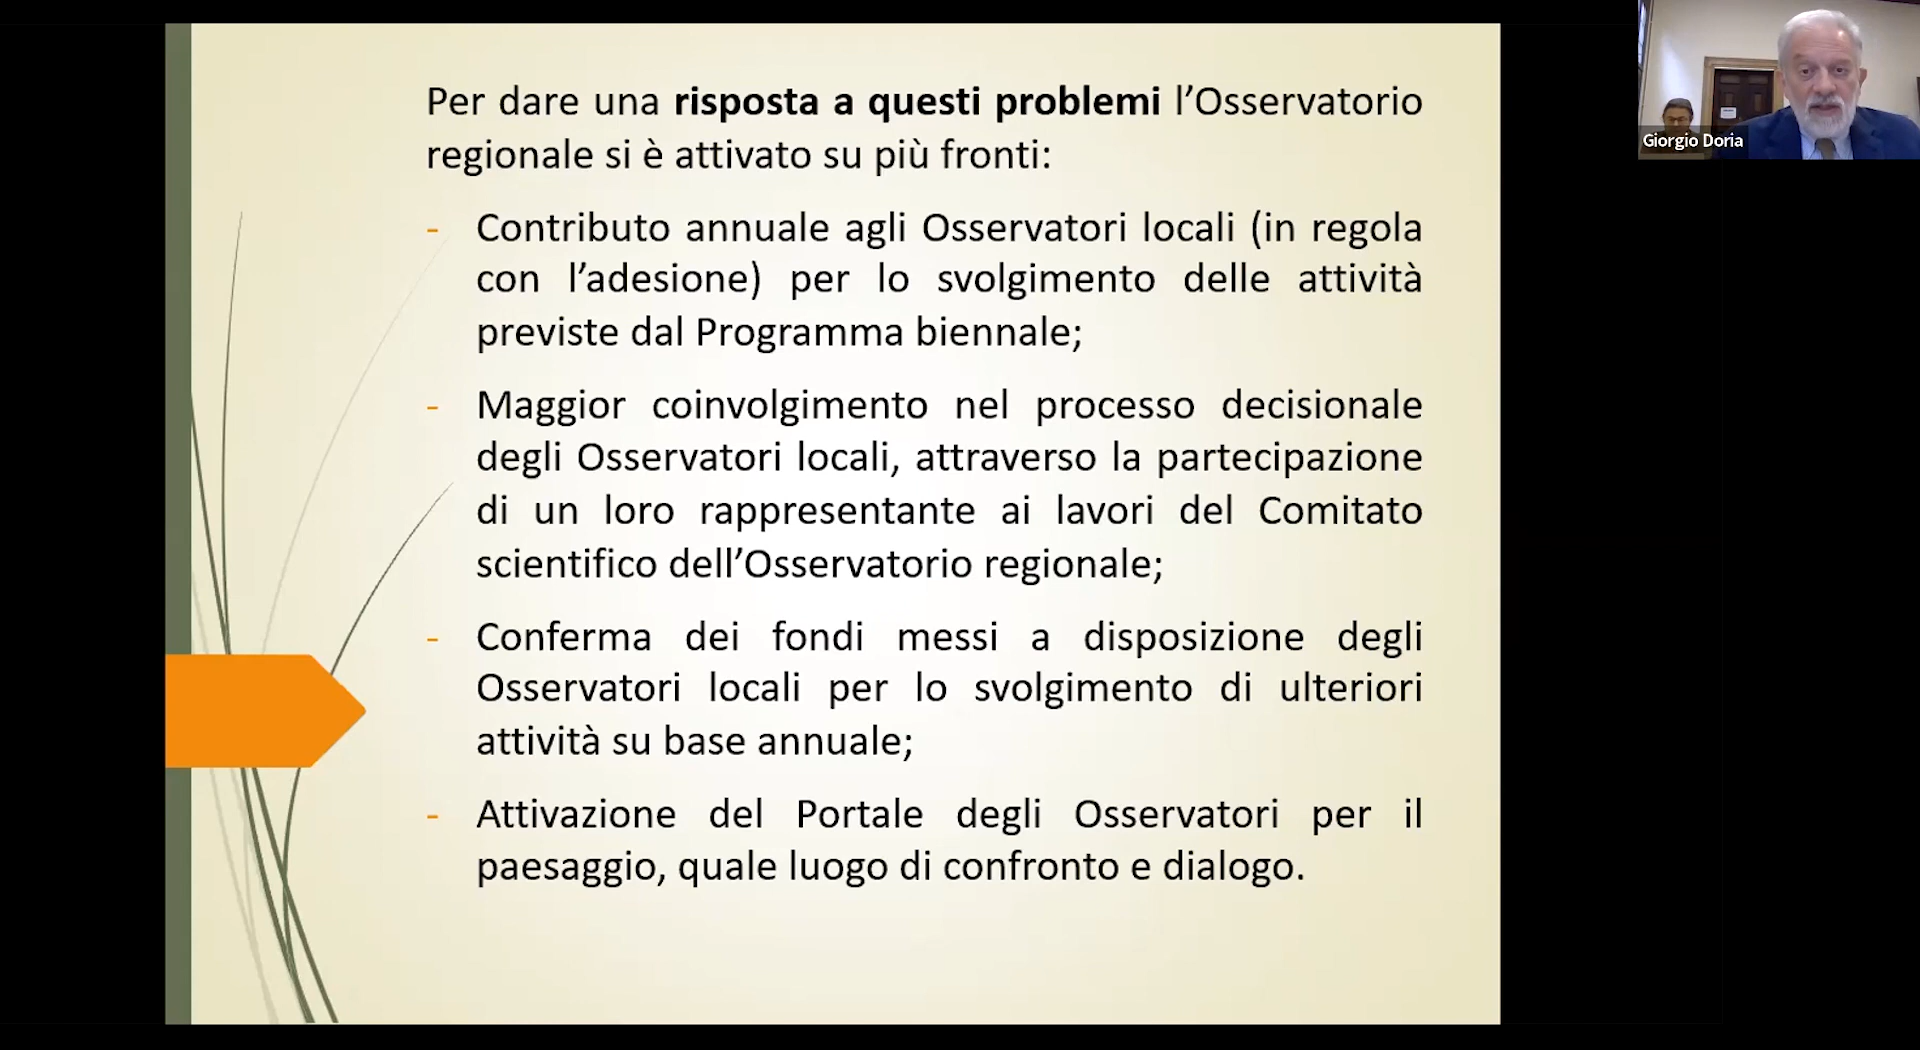 Per dare una risposta a questi problemi l’Osservatorio
regionale si è attivato su più fronti:
- Contributo annuale agli Osservatori locali (in regola
con l’adesione) per lo svolgimento delle attività
previste dal Programma biennale;
- Maggior coinvolgimento nel processo decisionale
degli Osservatori locali, attraverso la partecipazione
di un loro rappresentante ai lavori del Comitato
scientifico dell’Osservatorio regionale;
- Conferma dei fondi messi a disposizione degli
Osservatori locali per lo svolgimento di ulteriori
attività su base annuale;
- Attivazione del Portale degli Osservatori per il
paesaggio, quale luogo di confronto e dialogo.
Giorgio Doria